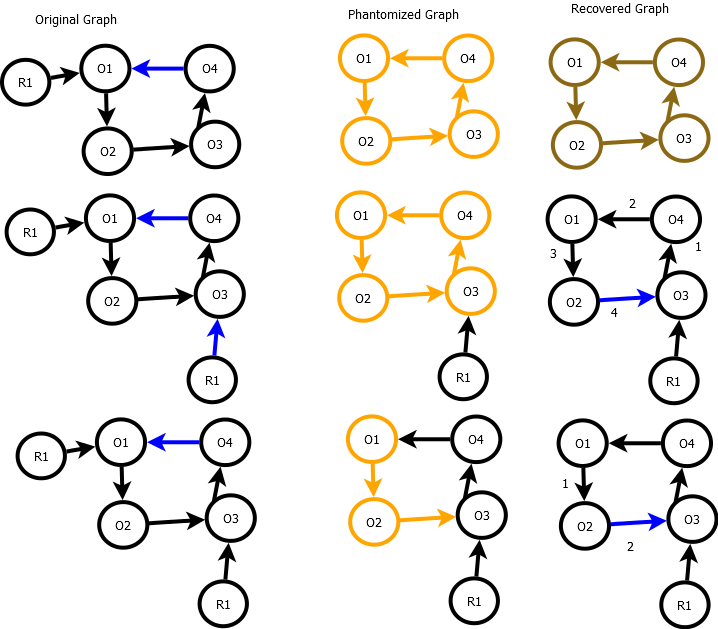 Original Graph
Phantomized Graph
Recovered Graph
R1
O1
O4
O2
O3
O1
O4
O2
O3
O1
O4
O2
O3
R1
O1
O4
O2
O3
R1
O1
O4
O2
O3
R1
O1
2
O4
3
1
O2
4
O3
R1
R1
O1
O4
O2
O3
R1
O1
O4
O2
O3
R1
O1
O4
1
O2
2
O3
R1